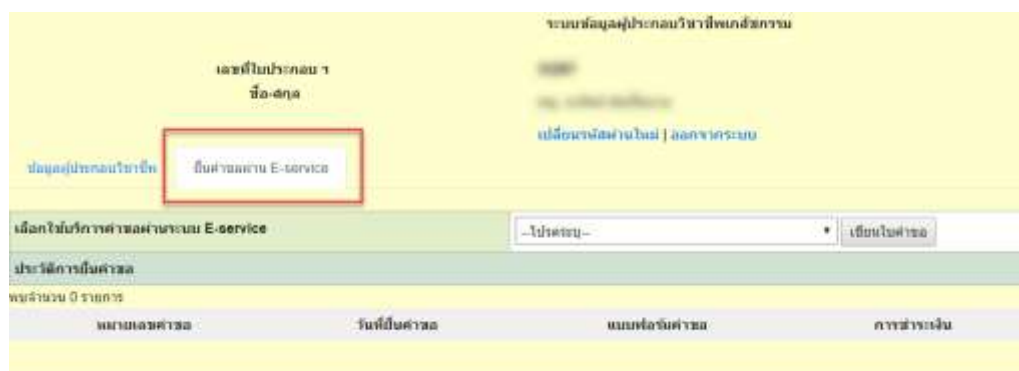 ระบบข้อมูลผู้ประกอบวิชาชีพเภสัชกรรม
เลขที่ใบประกอบ ฯ
ชื่อ-สกุล
เปลี่ยนรหัสผ่านใหม่ | ออกจากระบบ
ข้อมูลผู้ประกอบวิชาชีพ ยื่นคำขอผ่าน E-service
เลือกใช้บริการคำขอผ่านระบบ E-service --โปรดระบุ-- เขียนใบคำขอ
ประวัติการยื่นคำขอ
พบจำนวน 0 รายการ
หมายเลขคำขอ วันที่ยื่นคำขอ แบบฟอร์มคำขอ การชำระเงิน